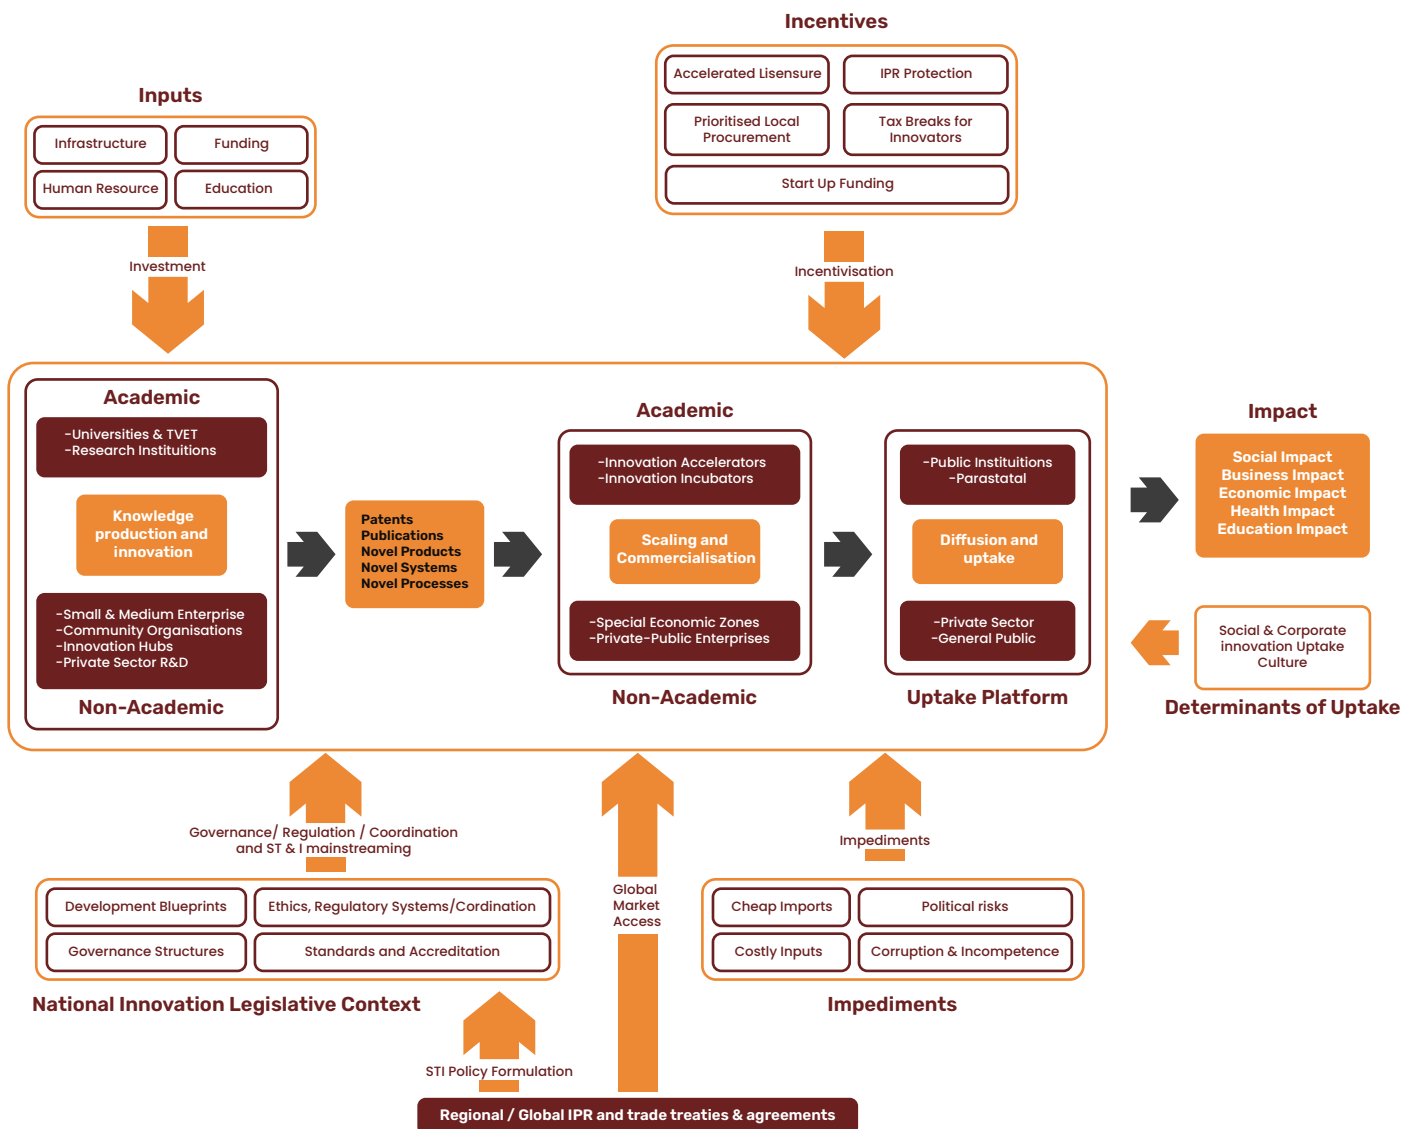 Incentives
Accelerated Lisensure
IPR Protection
Prioritised Local
Procurement
Tax Breaks for
Innovators
Start Up Funding
Incentivisation
Inputs
Infrastructure
Funding
Human Resource
Education
Investment
Academic
-Universities & TVET
-Research Instituitions
Knowledge
production and
innovation
-Small & Medium Enterprise
-Community Organisations
-Innovation Hubs
-Private Sector R&D
Non-Academic
Patents
Publications
Novel Products
Novel Systems
Novel Processes
Academic
-Innovation Accelerators
-Innovation Incubators
Scaling and
Commercialisation
-Special Economic Zones
-Private-Public Enterprises
Non-Academic
-Public Instituitions
-Parastatal
Diffusion and
uptake
-Private Sector
-General Public
Uptake Platform
Impact
Social Impact
Business Impact
Economic Impact
Health Impact
Education Impact
Social & Corporate
innovation Uptake
Culture
Determinants of Uptake
Governance/ Regulation / Coordination
and ST & I mainstreaming
Development Blueprints
Ethics, Regulatory Systems/Cordination
Governance Structures
Standards and Accreditation
National Innovation Legislative Context
STI Policy Formulation
Global
Market
Access
Impediments
Cheap Imports
Political risks
Costly Inputs
Corruption & Incompetence
Impediments
Regional / Global IPR and trade treaties & agreements